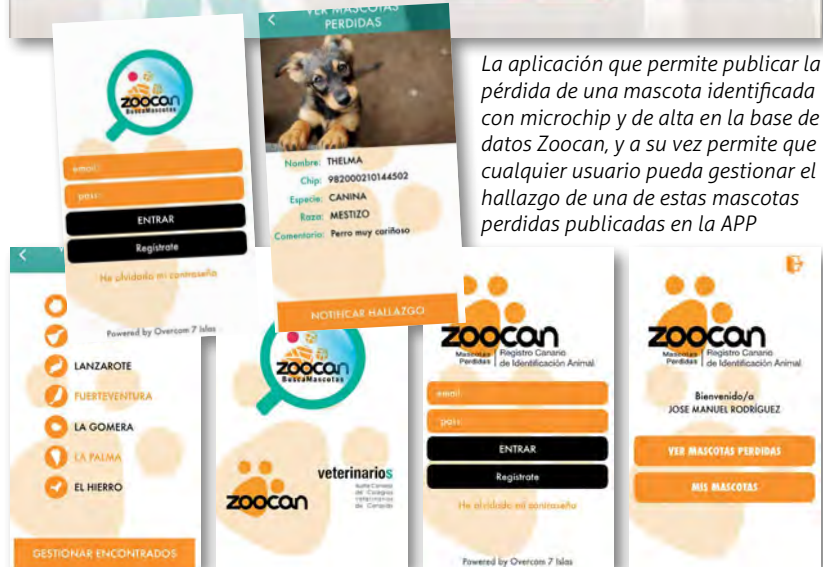 zoocan
BuscaMascotas
email:
pass:
ENTRAR
Regístrate
He olvidado mi contraseña
Powered by Overcom 7 Islas
VER MASCOTAS
PERDIDAS
Nombre: THELMA
Chip: 982000210144502
Especie: CANINA
Raza: MESTIZO
Comentario: Perro muy cariñoso
NOTIFICAR HALLAZGO
La aplicación que permite publicar la
pérdida de una mascota identificada
con microchip y de alta en la base de
datos Zoocan, y a su vez permite que
cualquier usuario pueda gestionar el
hallazgo de una de estas mascotas
perdidas publicadas en la APP
LANZAROTE
FUERTEVENTURA
LA GOMERA
LA PALMA
EL HIERRO
GESTIONAR ENCONTRADOS
zoocan
BuscaMascotas
zoocan
veterinarios
zoocan
Mascotas Perdidas
Registro Canario
de Identificación Animal
email:
pass:
ENTRAR
Regístrate
He olvidado mi contraseña
Powered by Overcom 7 Islas
zoocan
Mascotas Perdidas
Registro Canario
de Identificación Animal
Bienvenido/a
JOSE MANUEL RODRÍGUEZ
VER MASCOTAS PERDIDAS
MIS MASCOTAS